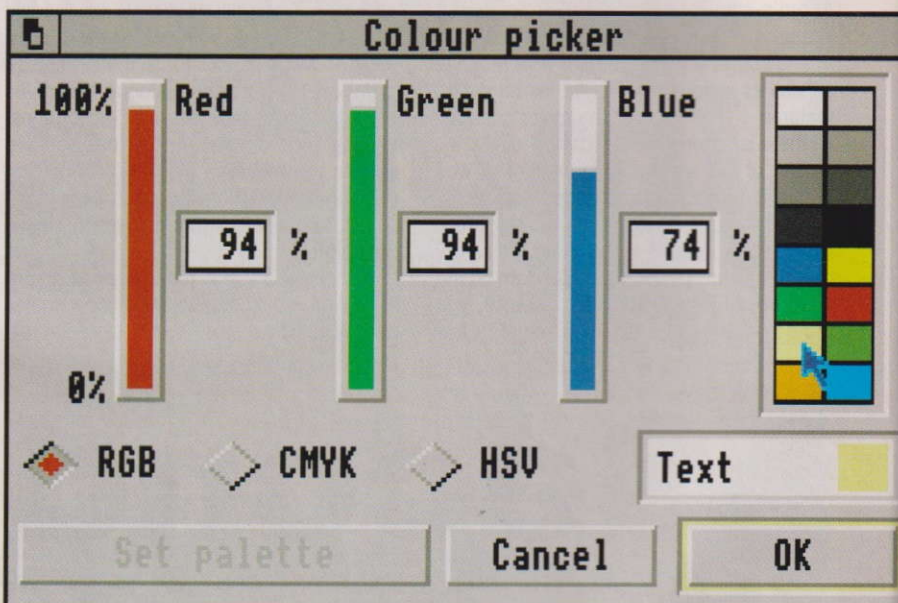 Colour picker
100% Red Green Blue
94 % 94 % 74 %
0%
RGB CMYK HSV Text
Set palette Cancel OK